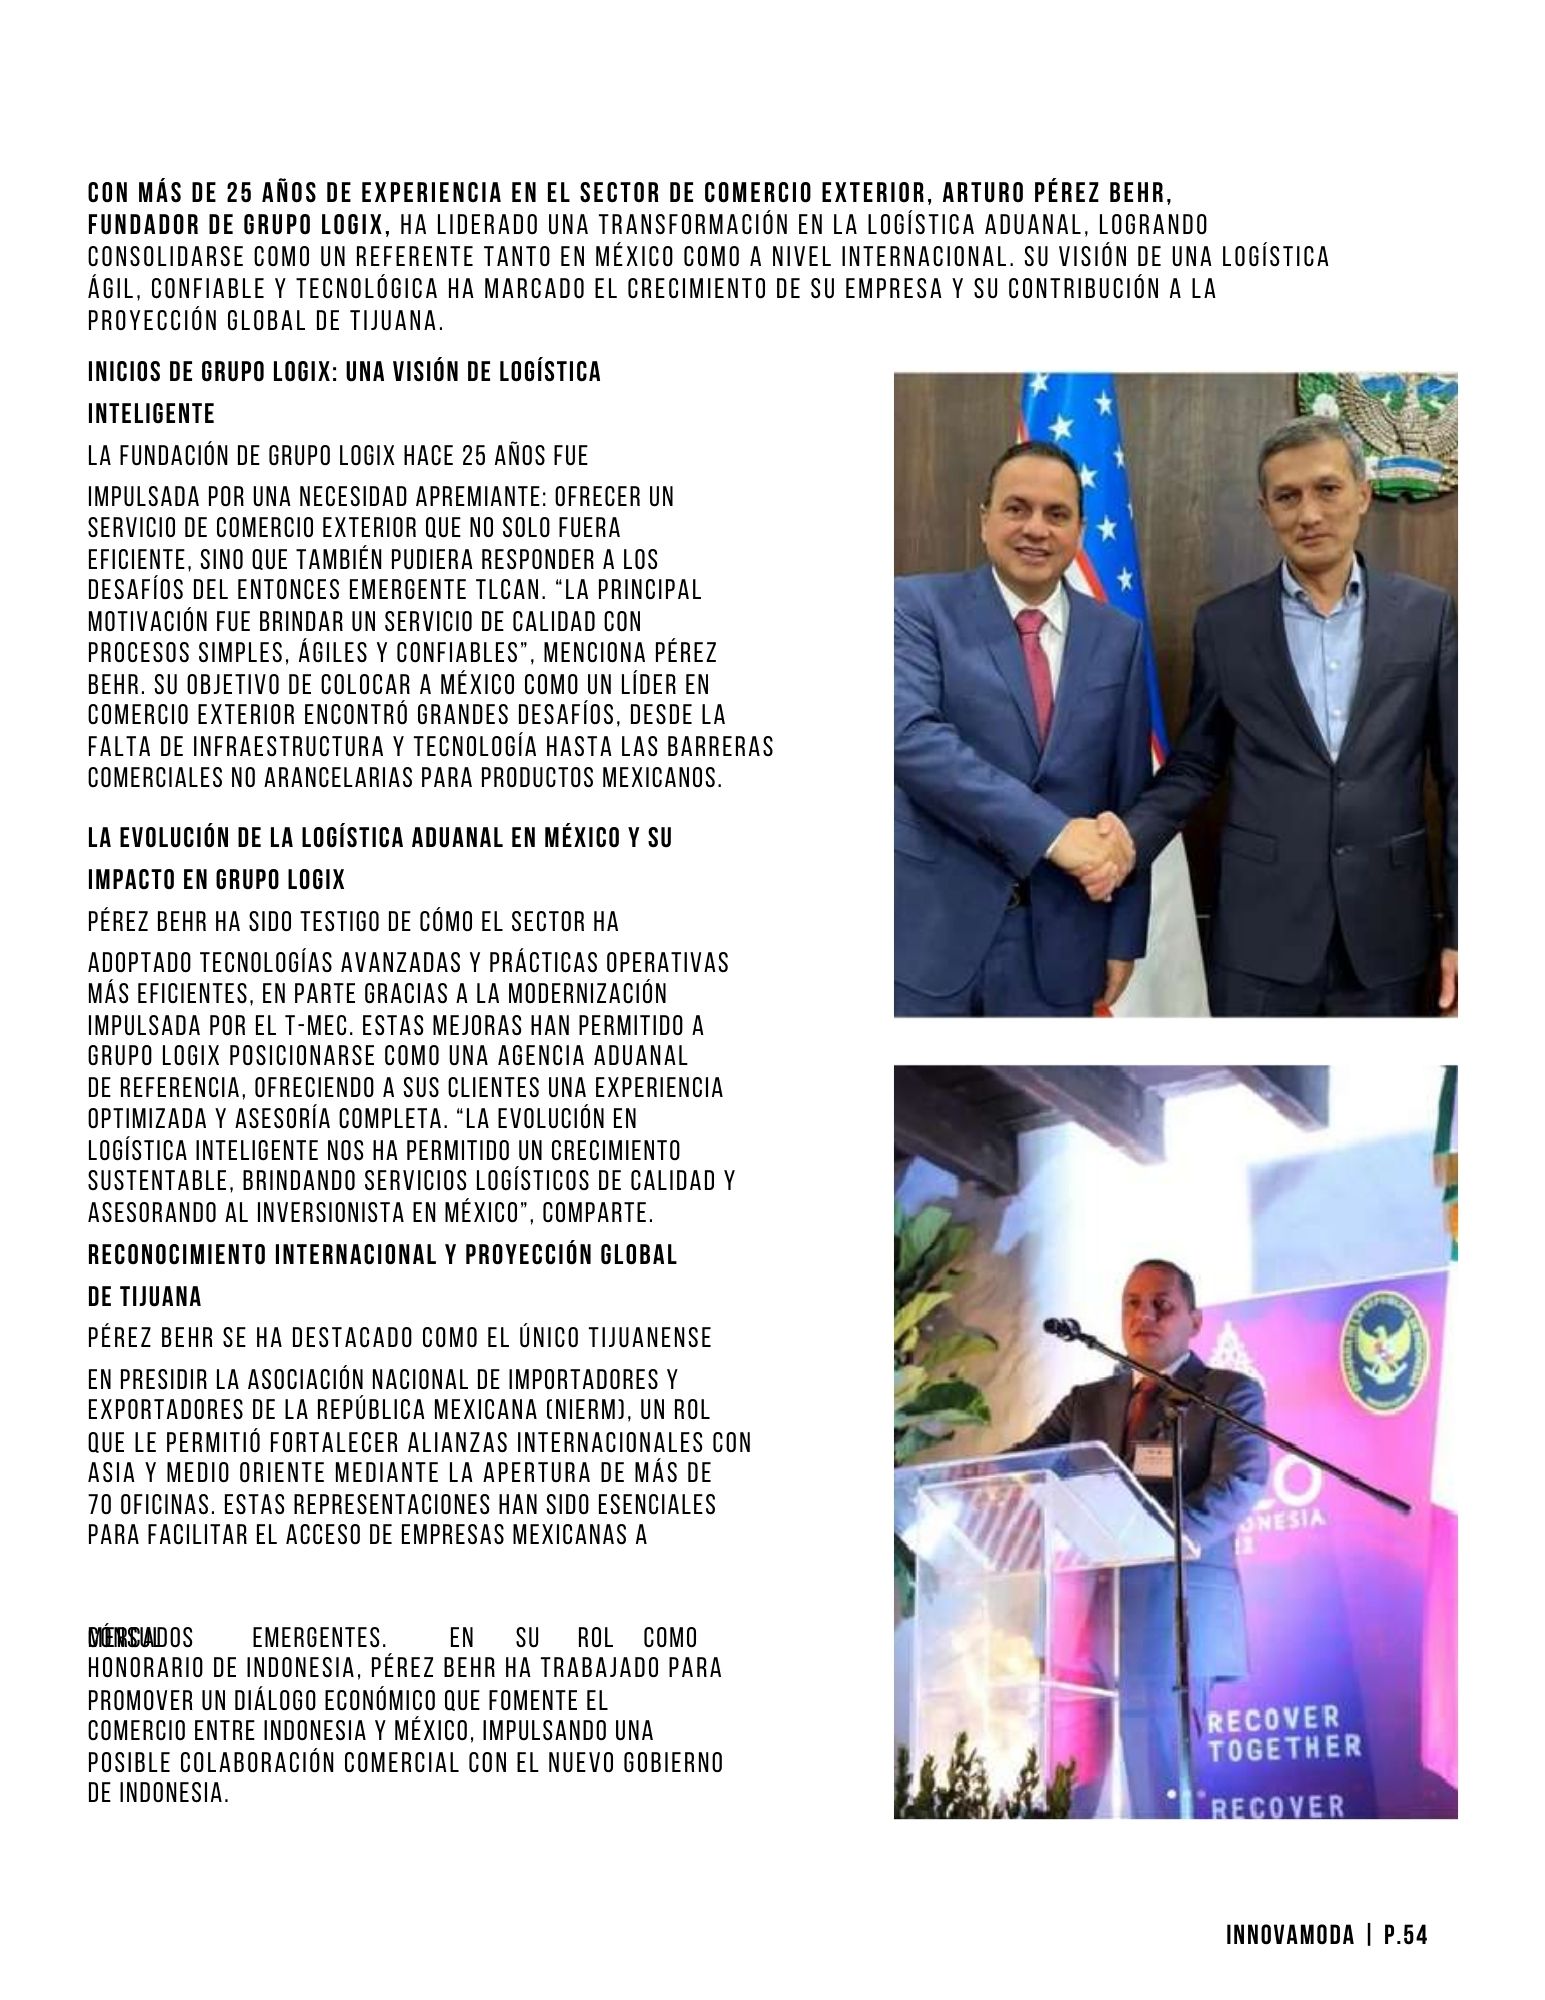 CON MÁS DE 25 AÑOS DE EXPERIENCIA EN EL SECTOR DE COMERCIO EXTERIOR, ARTURO PÉREZ BEHR,
FUNDADOR DE GRUPO LOGIX, HA LIDERADO UNA TRANSFORMACIÓN EN LA LOGÍSTICA ADUANAL, LOGRANDO
CONSOLIDARSE COMO UN REFERENTE TANTO EN MÉXICO COMO A NIVEL INTERNACIONAL. SU VISIÓN DE UNA LOGÍSTICA
ÁGIL, CONFIABLE Y TECNOLÓGICA HA MARCADO EL CRECIMIENTO DE SU EMPRESA Y SU CONTRIBUCIÓN A LA
PROYECCIÓN GLOBAL DE TIJUANA.
INICIOS DE GRUPO LOGIX: UNA VISIÓN DE LOGÍSTICA
INTELIGENTE
LA FUNDACIÓN DE GRUPO LOGIX HACE 25 AÑOS FUE
IMPULSADA POR UNA NECESIDAD APREMIANTE: OFRECER UN
SERVICIO DE COMERCIO EXTERIOR QUE NO SOLO FUERA
EFICIENTE, SINO QUE TAMBIÉN PUDIERA RESPONDER A LOS
DESAFÍOS DEL ENTONCES EMERGENTE TLCAN. “LA PRINCIPAL
MOTIVACIÓN FUE BRINDAR UN SERVICIO DE CALIDAD CON
PROCESOS SIMPLES, ÁGILES Y CONFIABLES”, MENCIONA PÉREZ
BEHR. SU OBJETIVO DE COLOCAR A MÉXICO COMO UN LÍDER EN
COMERCIO EXTERIOR ENCONTRÓ GRANDES DESAFÍOS, DESDE LA
FALTA DE INFRAESTRUCTURA Y TECNOLOGÍA HASTA LAS BARRERAS
COMERCIALES NO ARANCELARIAS PARA PRODUCTOS MEXICANOS.
LA EVOLUCIÓN DE LA LOGÍSTICA ADUANAL EN MÉXICO Y SU
IMPACTO EN GRUPO LOGIX
PÉREZ BEHR HA SIDO TESTIGO DE CÓMO EL SECTOR HA
ADOPTADO TECNOLOGÍAS AVANZADAS Y PRÁCTICAS OPERATIVAS
MÁS EFICIENTES, EN PARTE GRACIAS A LA MODERNIZACIÓN
IMPULSADA POR EL T-MEC. ESTAS MEJORAS HAN PERMITIDO A
GRUPO LOGIX POSICIONARSE COMO UNA AGENCIA ADUANAL
DE REFERENCIA, OFRECIENDO A SUS CLIENTES UNA EXPERIENCIA
OPTIMIZADA Y ASESORÍA COMPLETA. “LA EVOLUCIÓN EN
LOGÍSTICA INTELIGENTE NOS HA PERMITIDO UN CRECIMIENTO
SUSTENTABLE, BRINDANDO SERVICIOS LOGÍSTICOS DE CALIDAD Y
ASESORANDO AL INVERSIONISTA EN MÉXICO”, COMPARTE.
RECONOCIMIENTO INTERNACIONAL Y PROYECCIÓN GLOBAL
DE TIJUANA
PÉREZ BEHR SE HA DESTACADO COMO EL ÚNICO TIJUANENSE
EN PRESIDIR LA ASOCIACIÓN NACIONAL DE IMPORTADORES Y
EXPORTADORES DE LA REPÚBLICA MEXICANA (NIERM), UN ROL
QUE LE PERMITIÓ FORTALECER ALIANZAS INTERNACIONALES CON
ASIA Y MEDIO ORIENTE MEDIANTE LA APERTURA DE MÁS DE
70 OFICINAS. ESTAS REPRESENTACIONES HAN SIDO ESENCIALES
PARA FACILITAR EL ACCESO DE EMPRESAS MEXICANAS A
MERCADOS EMERGENTES. EN SU ROL COMO
CÓNSUL
HONORARIO DE INDONESIA, PÉREZ BEHR HA TRABAJADO PARA
PROMOVER UN DIÁLOGO ECONÓMICO QUE FOMENTE EL
COMERCIO ENTRE INDONESIA Y MÉXICO, IMPULSANDO UNA
POSIBLE COLABORACIÓN COMERCIAL CON EL NUEVO GOBIERNO
DE INDONESIA.
RECOVER
TOGETHER
RECOVER
INNOVAMODA | P.54